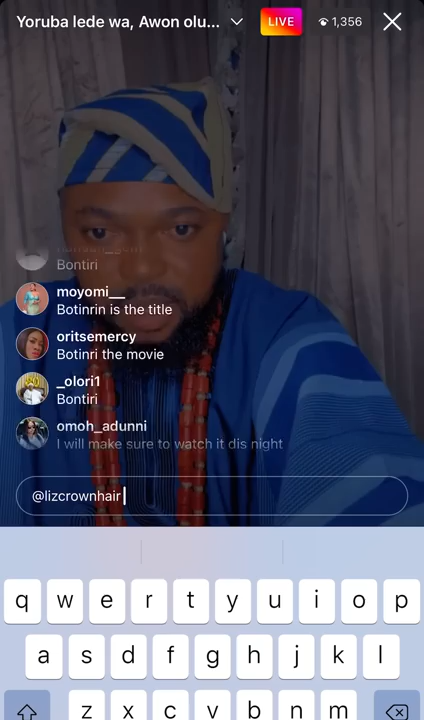 Yoruba lede wa, Awon olu...
LIVE
1,356
Bontiri
moyomi__
Botinrin is the title
oritsemercy
Botinri the movie
_olori1
Bontiri
omoh_adunni
I will make sure to watch it dis night
@lizcrownhair
q w e r t y u i o p
a s d f g h j k l
z x c v b n m